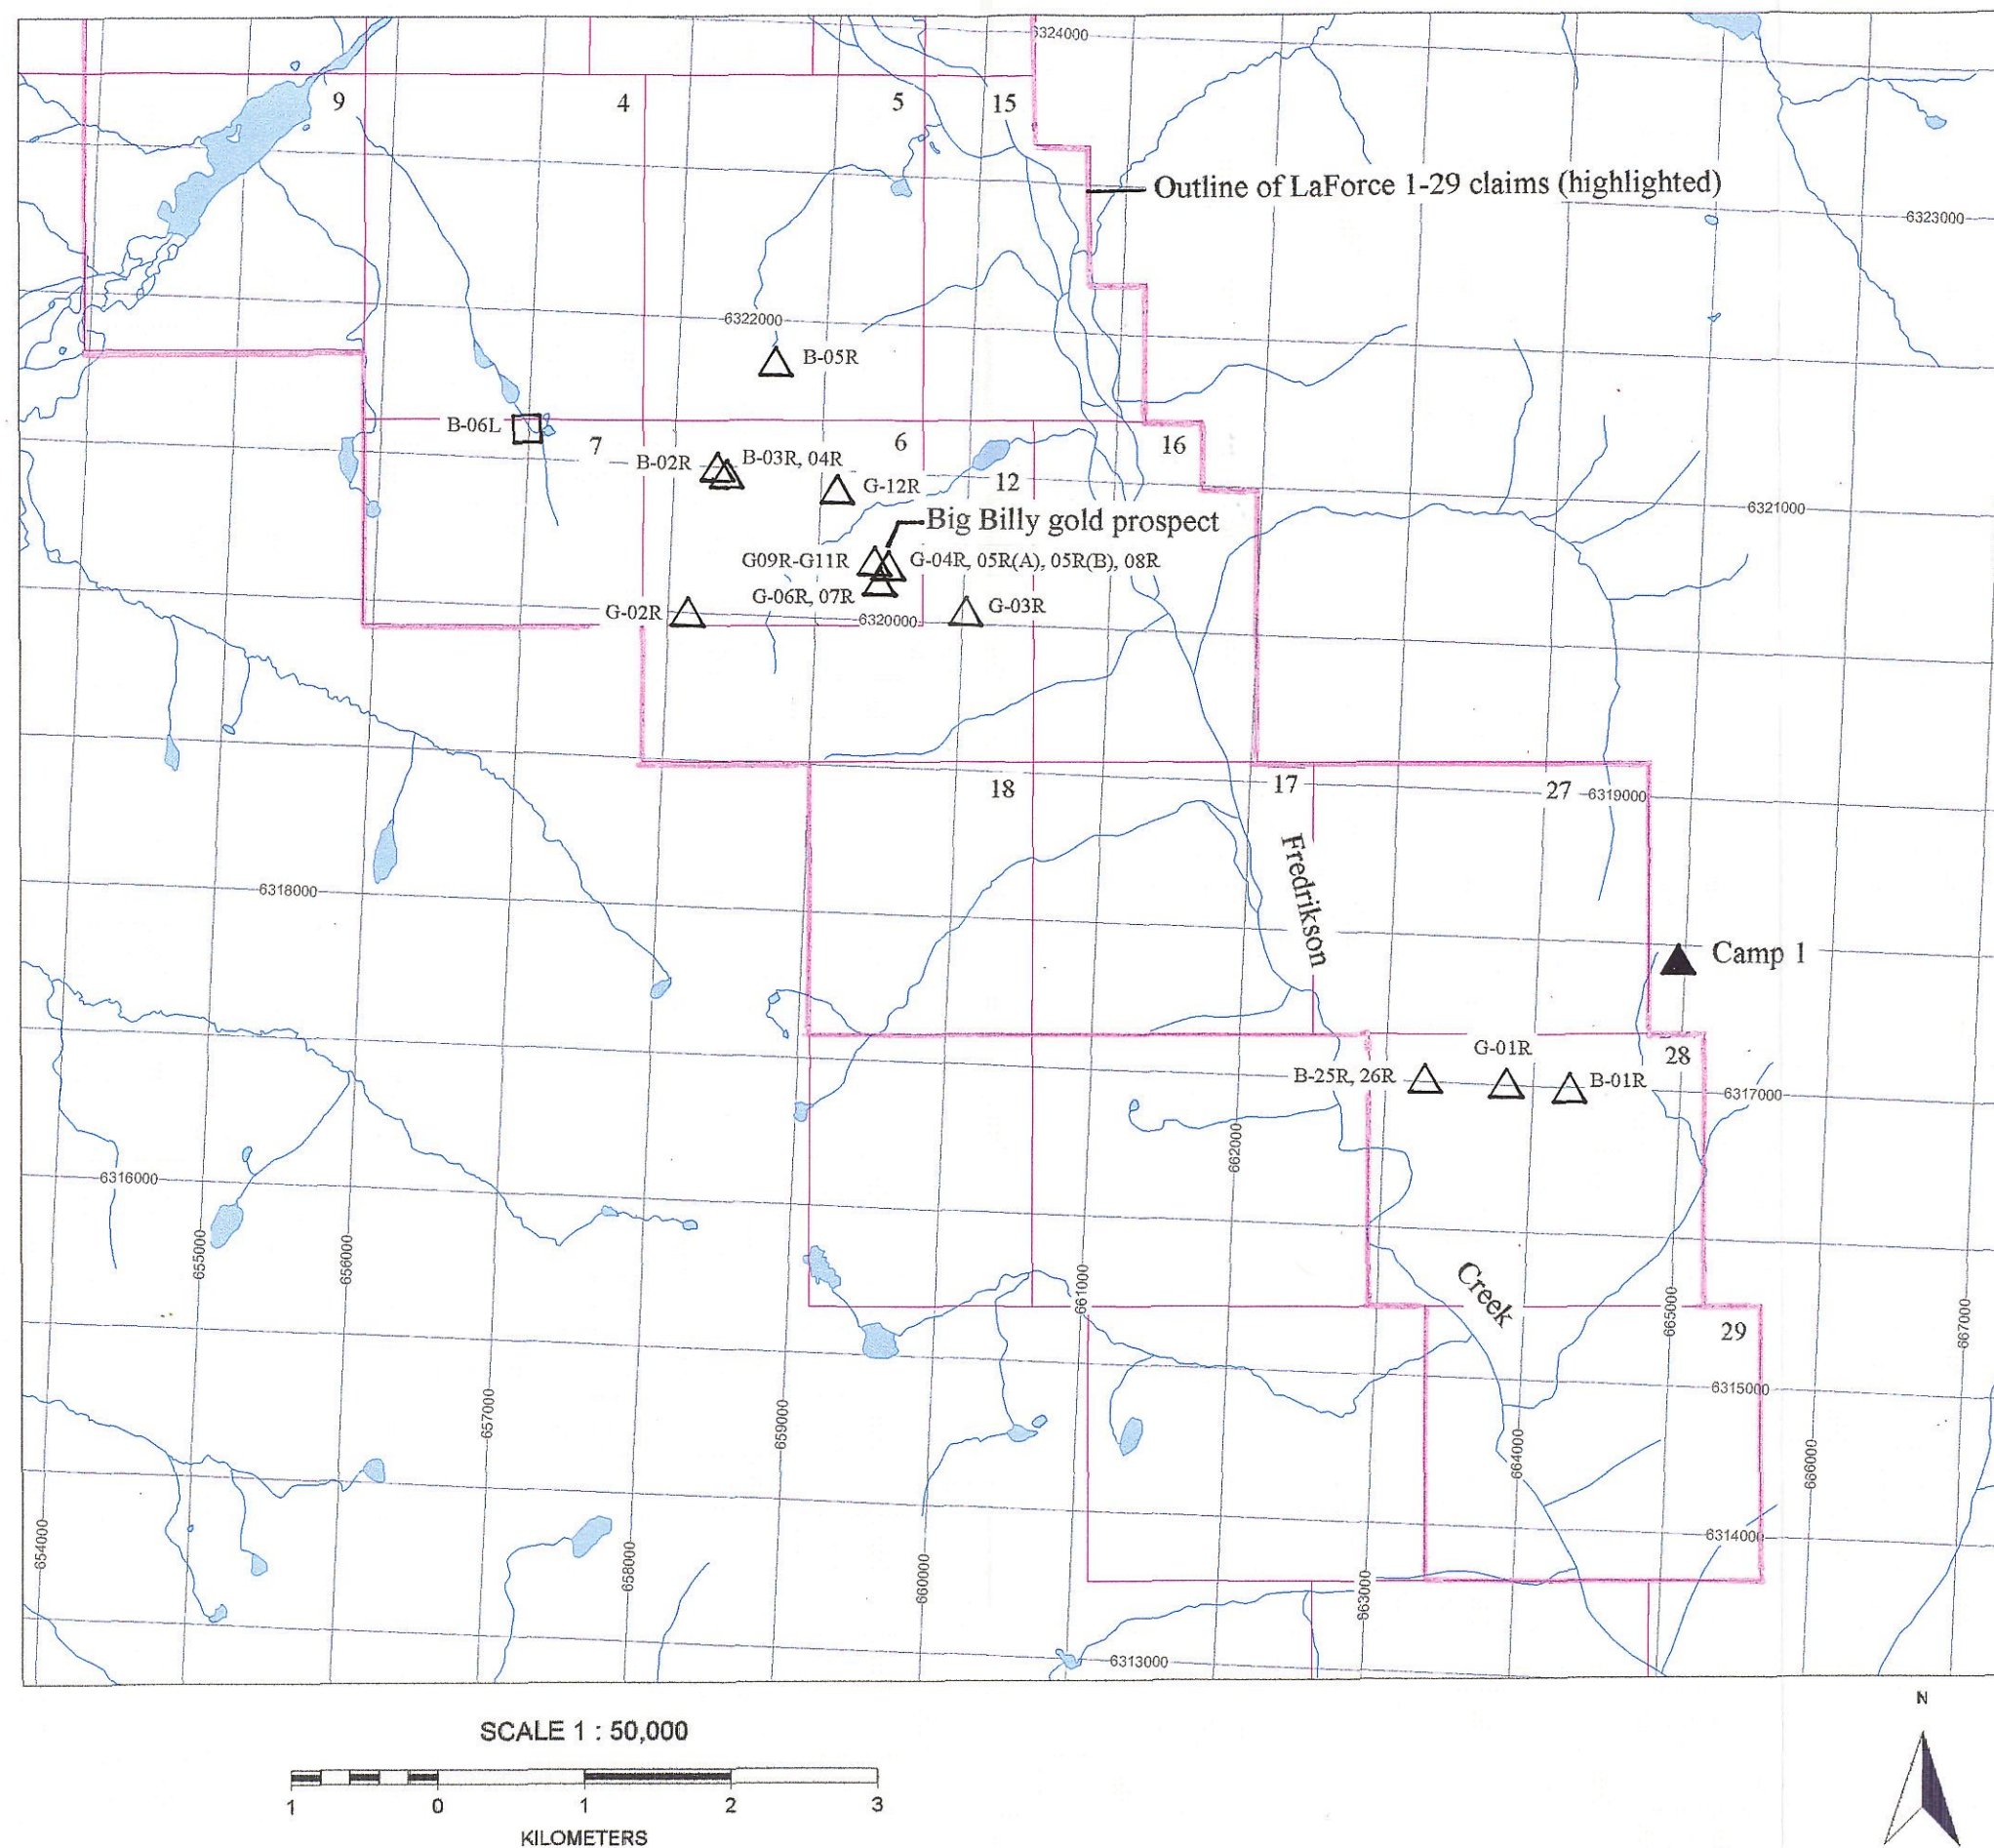 6324000
9
4
5
15
Outline of LaForce 1-29 claims (highlighted)
6323000
6322000
B-05R
B-06L
7
6
16
B-02R
B-03R, 04R
G-12R
12
6321000
Big Billy gold prospect
G09R-G11R
G-04R, 05R(A), 05R(B), 08R
G-06R, 07R
G-02R
G-03R
6320000
18
17
27
6319000
Fredrikson
6318000
Camp 1
G-01R
28
B-25R, 26R
B-01R
6317000
662000
6316000
655000
656000
661000
Creek
665000
667000
29
6315000
657000
659000
664000
666000
654000
658000
660000
663000
6314000
6313000
SCALE 1 : 50,000
1 0 1 2 3
KILOMETERS
N